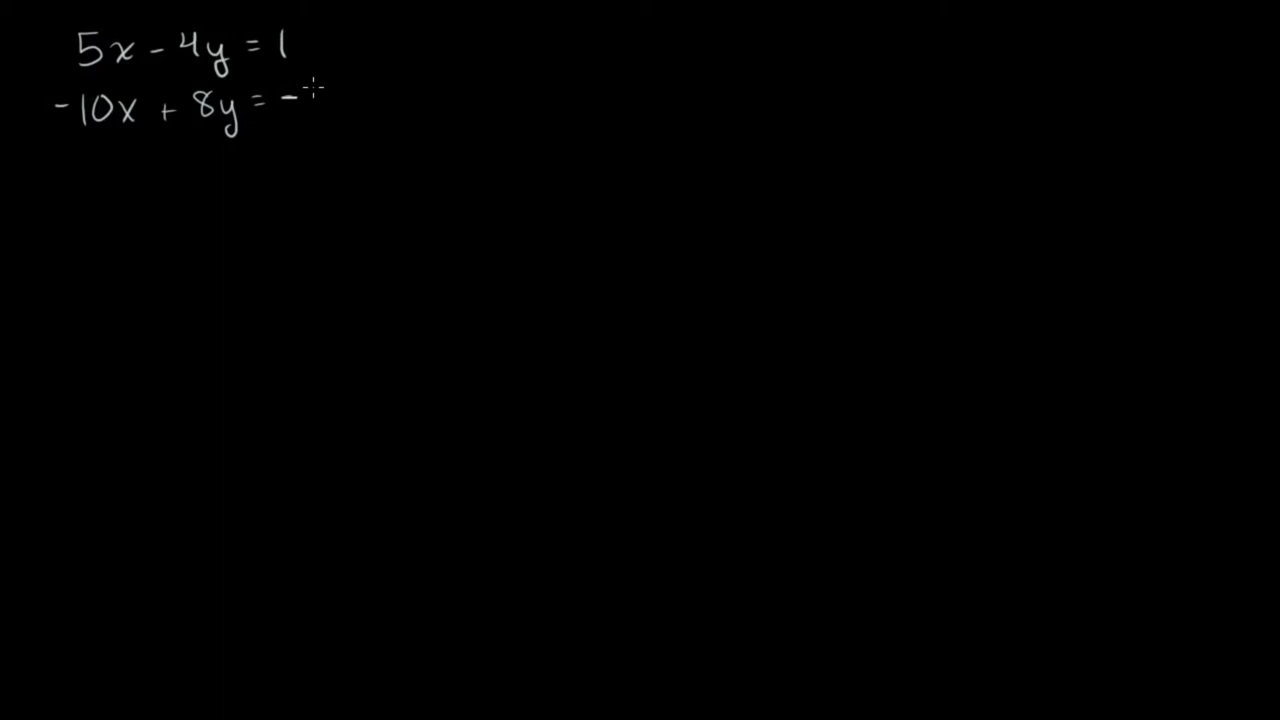 5x - 4y = 1
-10x + 8y = -